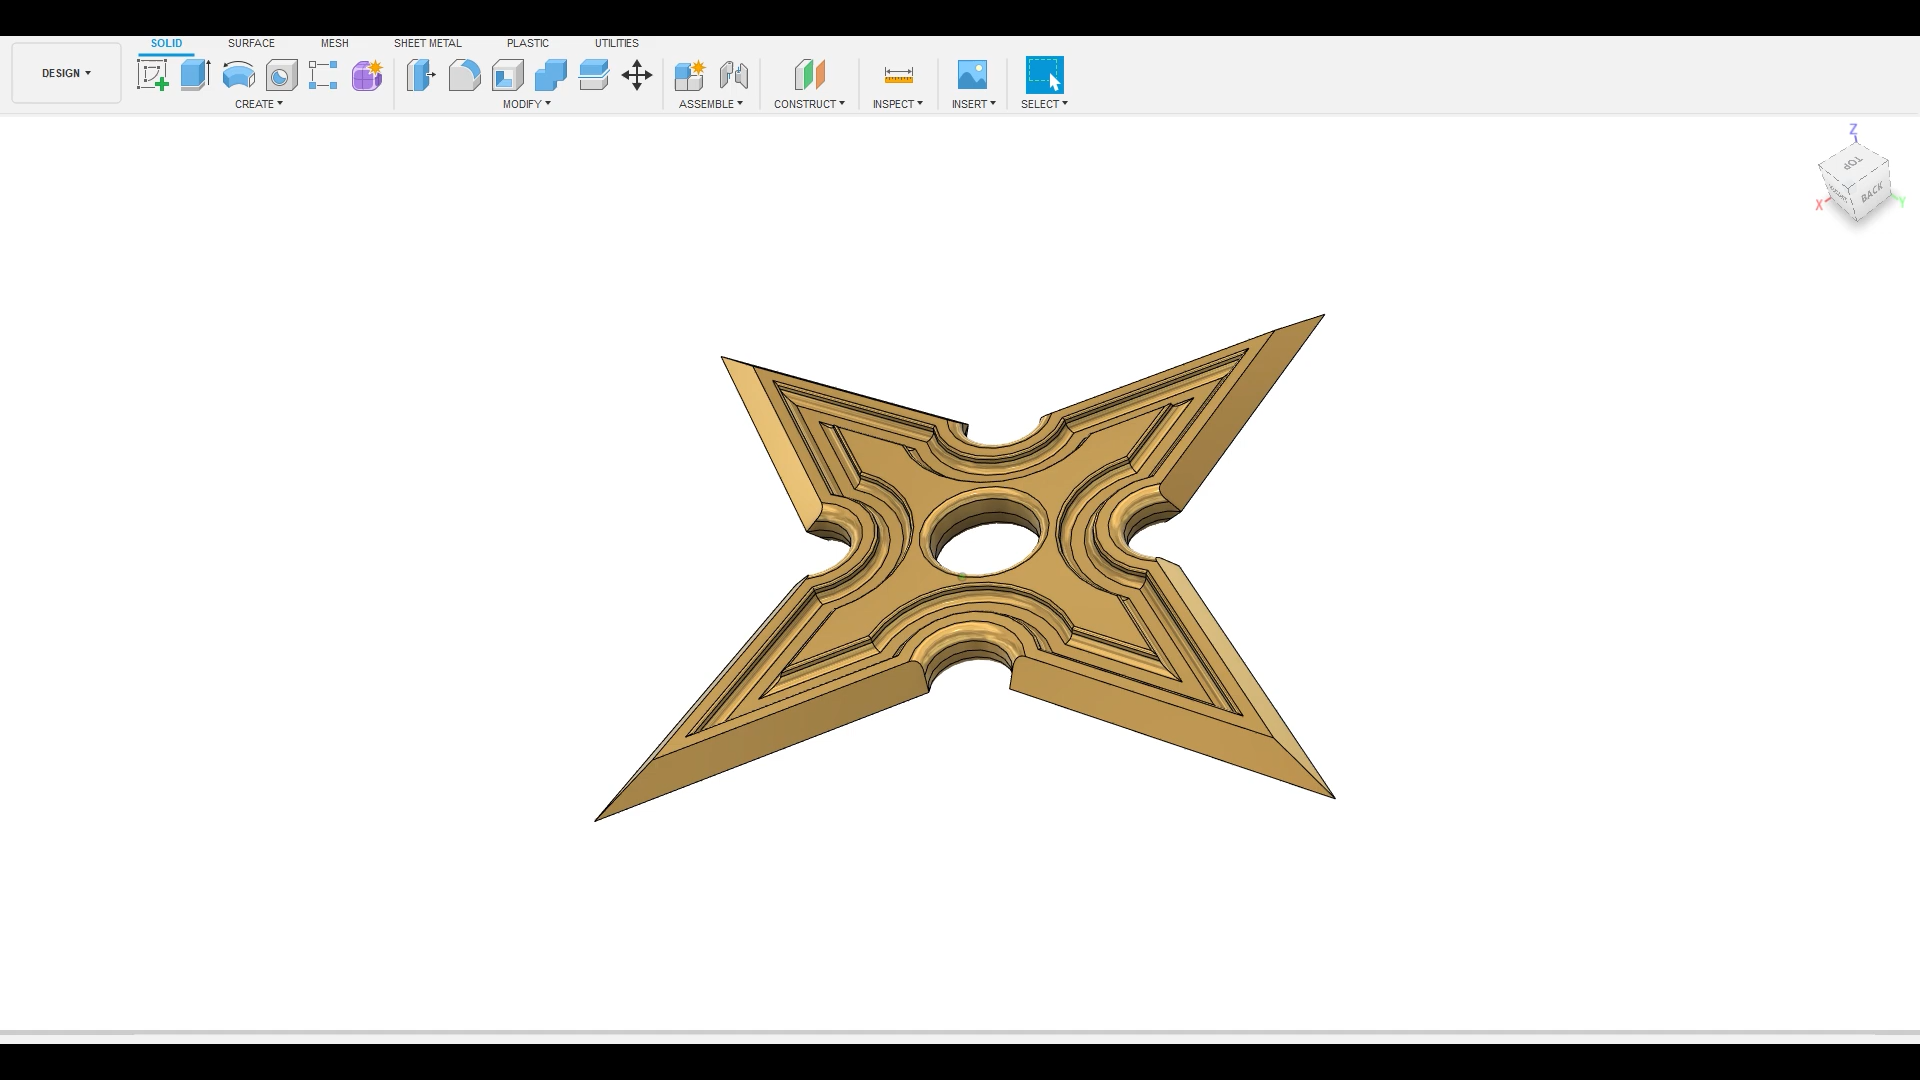 SOLID SURFACE MESH SHEET METAL PLASTIC UTILITIES
DESIGN
CREATE MODIFY ASSEMBLE CONSTRUCT INSPECT INSERT SELECT
Z
TOP
BACK
X
Y